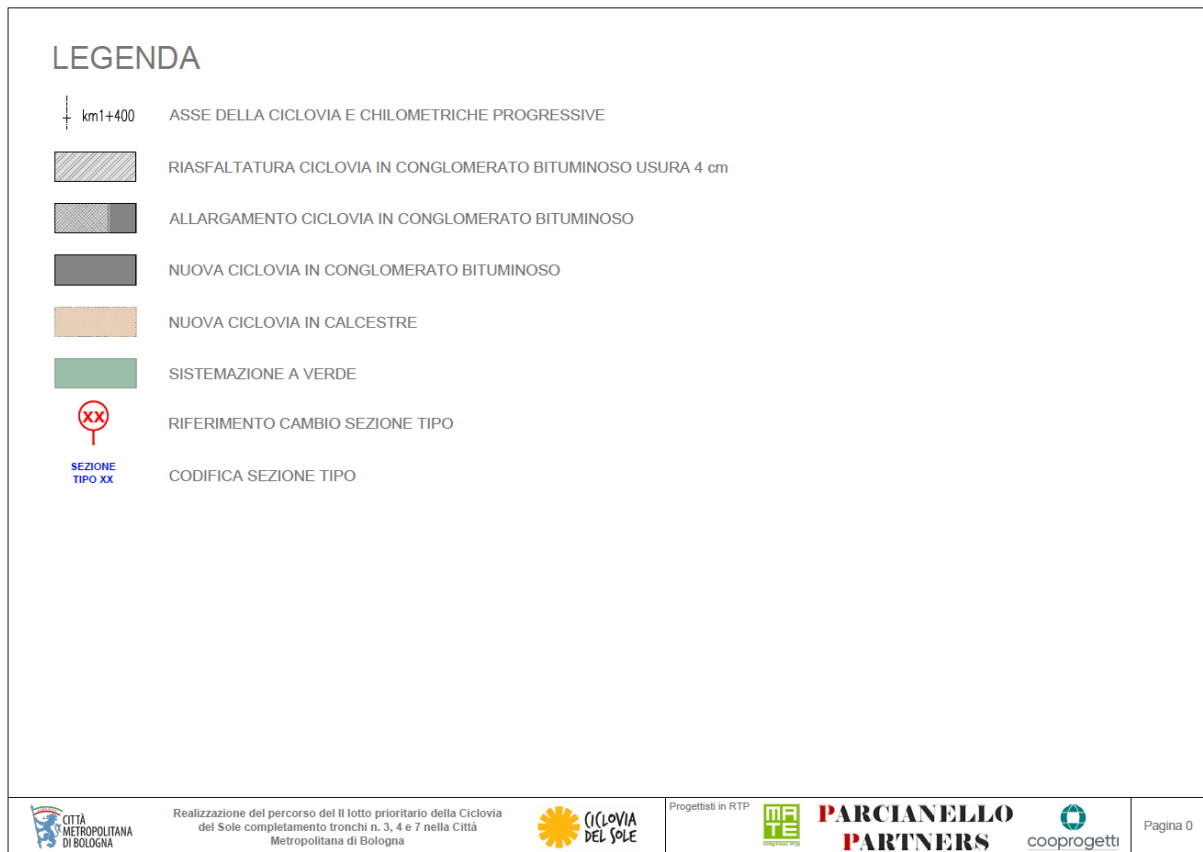 LEGENDA
km1+400 ASSE DELLA CICLOVIA E CHILOMETRICHE PROGRESSIVE
RIASFALTATURA CICLOVIA IN CONGLOMERATO BITUMINOSO USURA 4 cm
ALLARGAMENTO CICLOVIA IN CONGLOMERATO BITUMINOSO
NUOVA CICLOVIA IN CONGLOMERATO BITUMINOSO
NUOVA CICLOVIA IN CALCESTRE
SISTEMAZIONE A VERDE
XX RIFERIMENTO CAMBIO SEZIONE TIPO
SEZIONE
TIPO XX
CODIFICA SEZIONE TIPO
CITTÀ
METROPOLITANA
DI BOLOGNA
Realizzazione del percorso del II lotto prioritario della Ciclovia
del Sole completamento tronchi n. 3, 4 e 7 nella Città
Metropolitana di Bologna
CICLOVIA
DEL SOLE
Progettisti in RTP
MA
TE
PARCIANELLO
PARTNERS
cooprogetti
Pagina 0